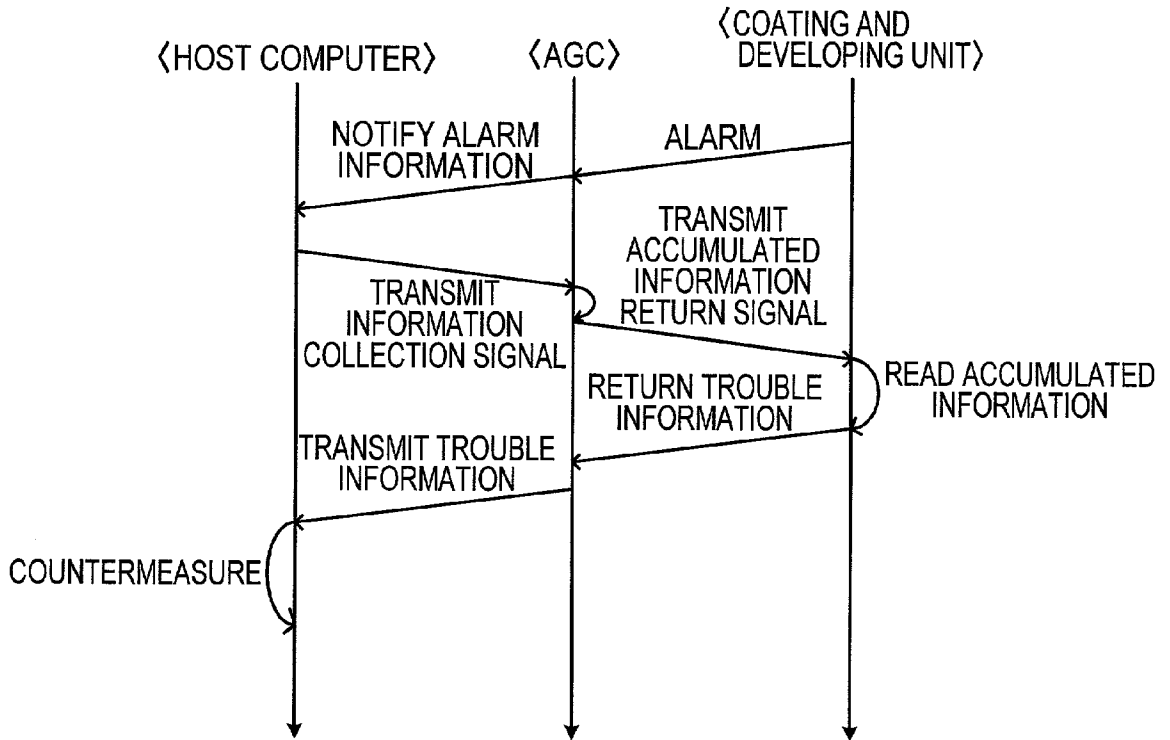 〈HOST COMPUTER〉
〈AGC〉
〈COATING AND
DEVELOPING UNIT〉
NOTIFY ALARM
INFORMATION
ALARM
TRANSMIT
ACCUMULATED
INFORMATION
RETURN SIGNAL
TRANSMIT
INFORMATION
COLLECTION SIGNAL
READ ACCUMULATED
INFORMATION
RETURN TROUBLE
INFORMATION
TRANSMIT TROUBLE
INFORMATION
COUNTERMEASURE